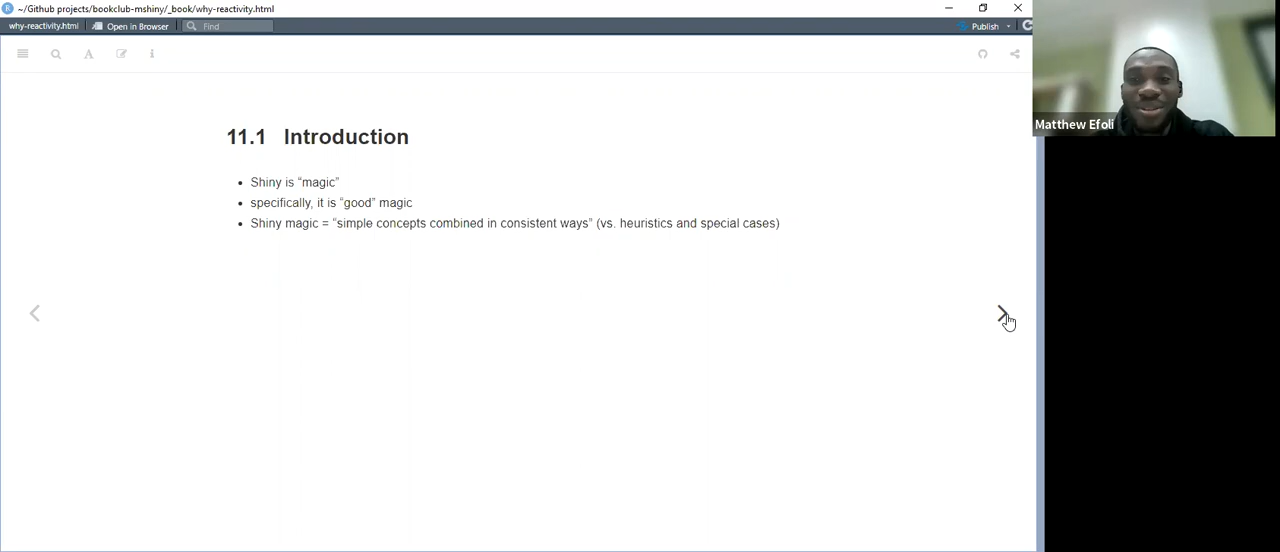 ~/Github projects/bookclub-mshiny/_book/why-reactivity.html
why-reactivity.html Open in Browser Find Publish
11.1 Introduction
• Shiny is “magic”
• specifically, it is “good” magic
• Shiny magic = “simple concepts combined in consistent ways” (vs. heuristics and special cases)
Matthew Efoli